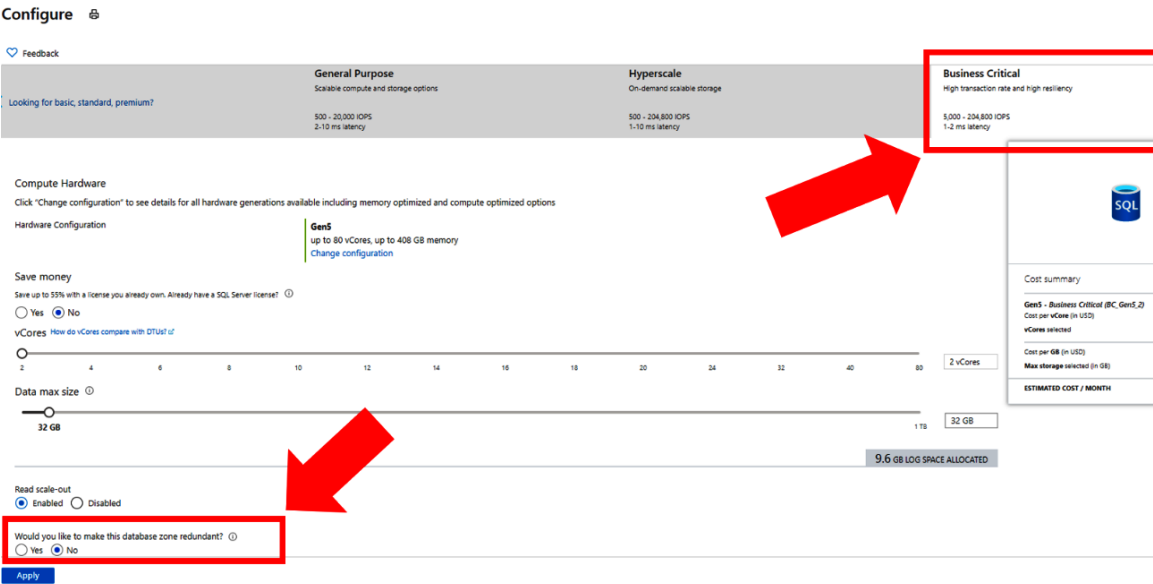 Configure
Feedback
Looking for basic, standard, premium?
General Purpose
Scalable compute and storage options
500 - 20,000 IOPS
2-10 ms latency
Hyperscale
On-demand scalable storage
500 - 204,800 IOPS
1-10 ms latency
Business Critical
High transaction rate and high resiliency
5,000 - 204,800 IOPS
1-2 ms latency
Compute Hardware
Click "Change configuration" to see details for all hardware generations available including memory optimized and compute optimized options
Hardware Configuration
Gen5
up to 80 vCores, up to 408 GB memory
Change configuration
Save money
Save up to 55% with a license you already own. Already have a SQL Server license?
Yes No
vCores How do vCores compare with DTUs?
2 4 6 8 10 12 14 16 18 20 24 32 40 80
2 vCores
Data max size
32 GB
1 TB
32 GB
9.6 GB LOG SPACE ALLOCATED
Read scale-out
Enabled Disabled
Would you like to make this database zone redundant?
Yes No
Apply
SQL
Cost summary
Gen5 - Business Critical (BC_Gen5_2)
Cost per vCore (in USD)
vCores selected
Cost per GB (in USD)
Max storage selected (in GB)
ESTIMATED COST / MONTH